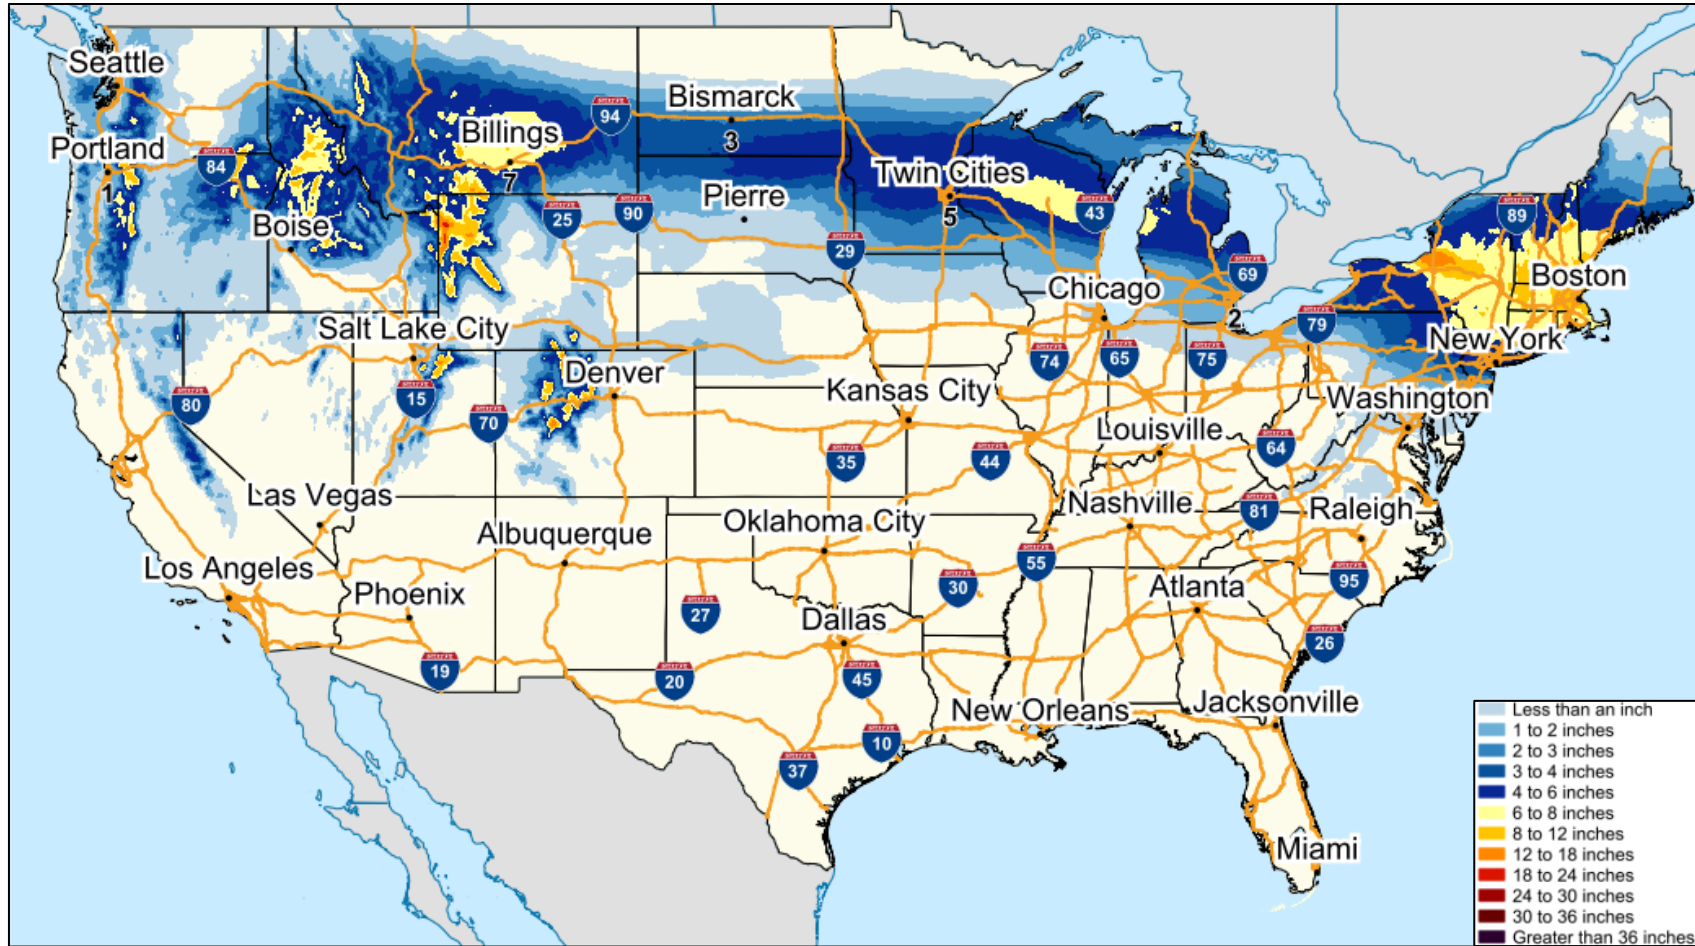 Seattle
Bismarck
94
Billings
Portland
84
3
Twin Cities
1
7
Pierre
25
90
43
5
89
Boise
29
69
Boston
Chicago
2
79
Salt Lake City
New York
74
65
75
Denver
80
15
Kansas City
Washington
70
Louisville
35
44
64
Las Vegas
Nashville
81
Raleigh
Oklahoma City
Albuquerque
55
Los Angeles
Phoenix
30
Atlanta
95
27
Dallas
26
19
20
45
New Orleans
Jacksonville
10
37
Miami
Less than an inch
1 to 2 inches
2 to 3 inches
3 to 4 inches
4 to 6 inches
6 to 8 inches
8 to 12 inches
12 to 18 inches
18 to 24 inches
24 to 30 inches
30 to 36 inches
Greater than 36 inches